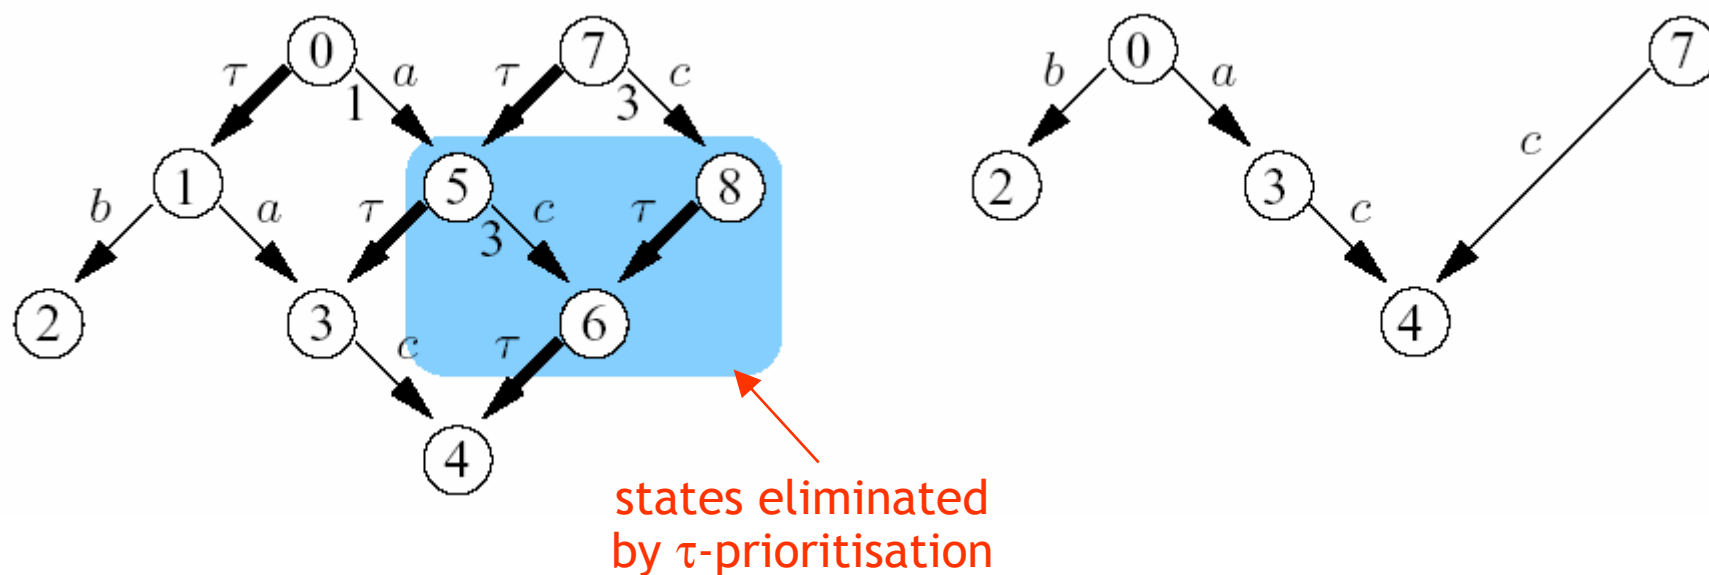 0 7 0 7
τ a τ c b a
1 3
c
1 5 8 2 3
b a τ c τ c
3
2 3 6 4
c τ
4
states eliminated
by τ-prioritisation